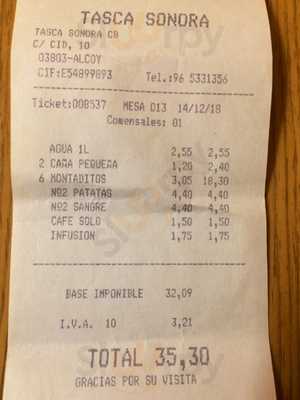 TASCA SONORA
TASCA SONORA CB
C/ CID, 10
03803-ALCOY
CIF:E54899893 Tel.:96 5331356
Ticket:008537 MESA 013 14/12/18
Comensales: 01
AGUA 1L 2,55 2,55
2 CAÑA PEQUEÑA 1,20 2,40
6 MONTADITOS 3,05 18,30
Nº2 PATATAS 4,40 4,40
Nº2 SANGRE 4,40 4,40
CAFE SOLO 1,50 1,50
INFUSION 1,75 1,75
BASE IMPONIBLE 32,09
I.V.A. 10 3,21
TOTAL 35,30
GRACIAS POR SU VISITA